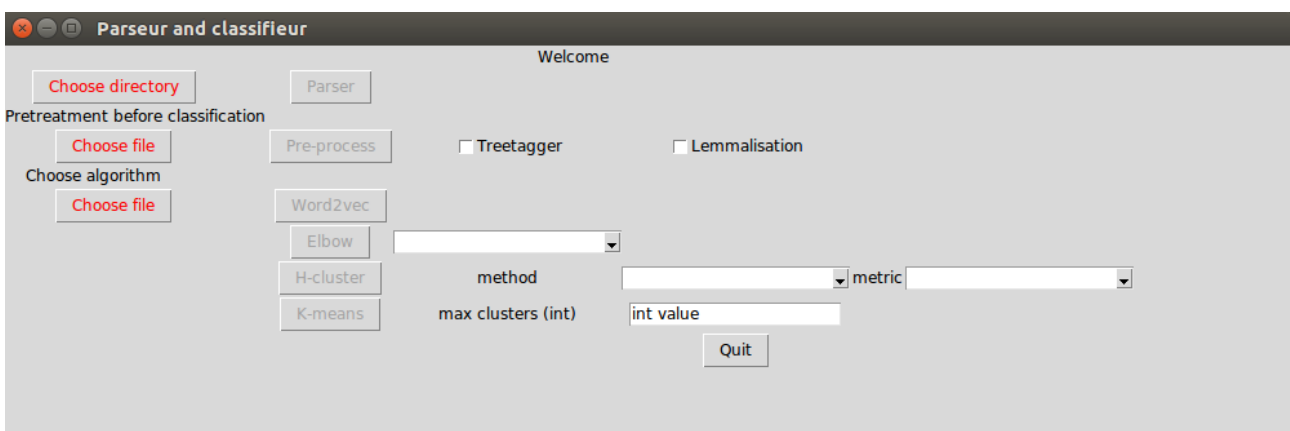 Parseur and classifieur
Welcome
Choose directory Parser
Pretreatment before classification
Choose file Pre-process Treetagger Lemmalisation
Choose algorithm
Choose file Word2vec
Elbow
H-cluster method metric
K-means max clusters (int) int value
Quit